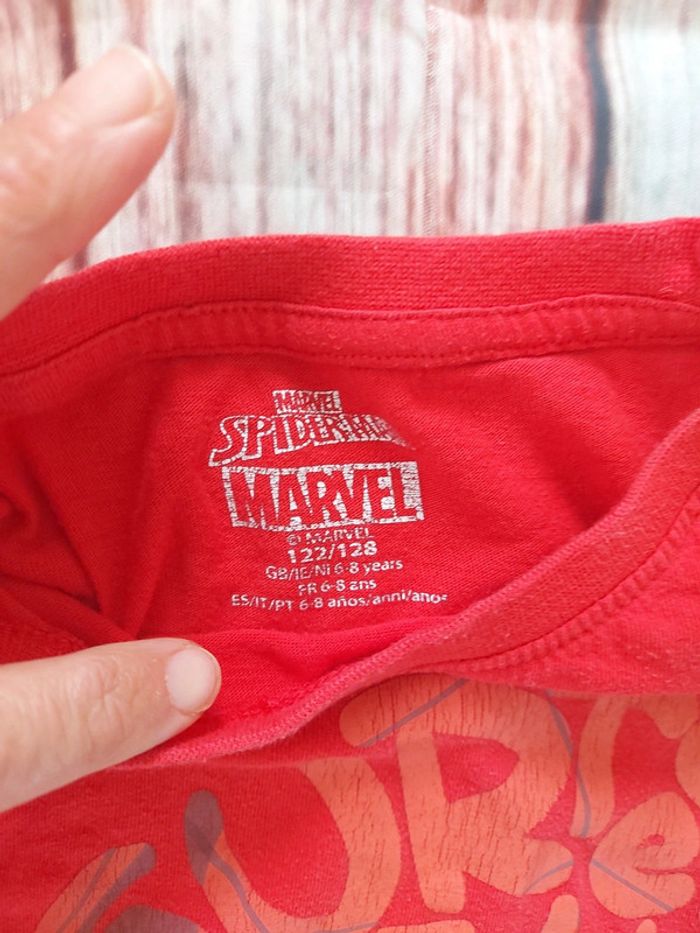 MARVEL
SPIDER-MAN
MARVEL
© MARVEL
122/128
GB/IE/NI 6-8 years
FR 6-8 ans
ES/IT/PT 6-8 años/anni/anos